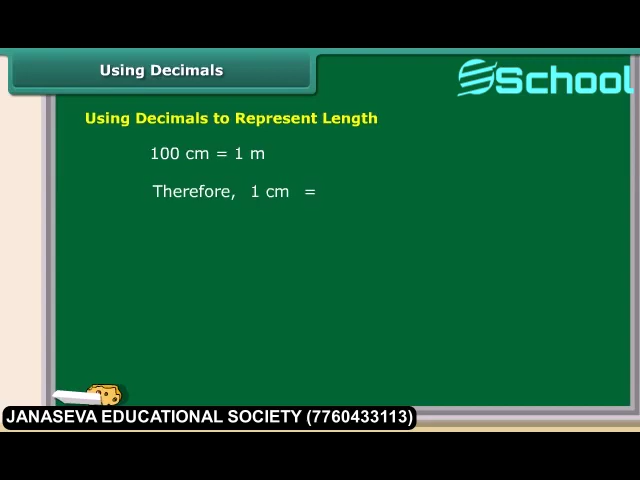 Using Decimals
School
Using Decimals to Represent Length
100 cm = 1 m
Therefore, 1 cm =
JANASEVA EDUCATIONAL SOCIETY (7760433113)